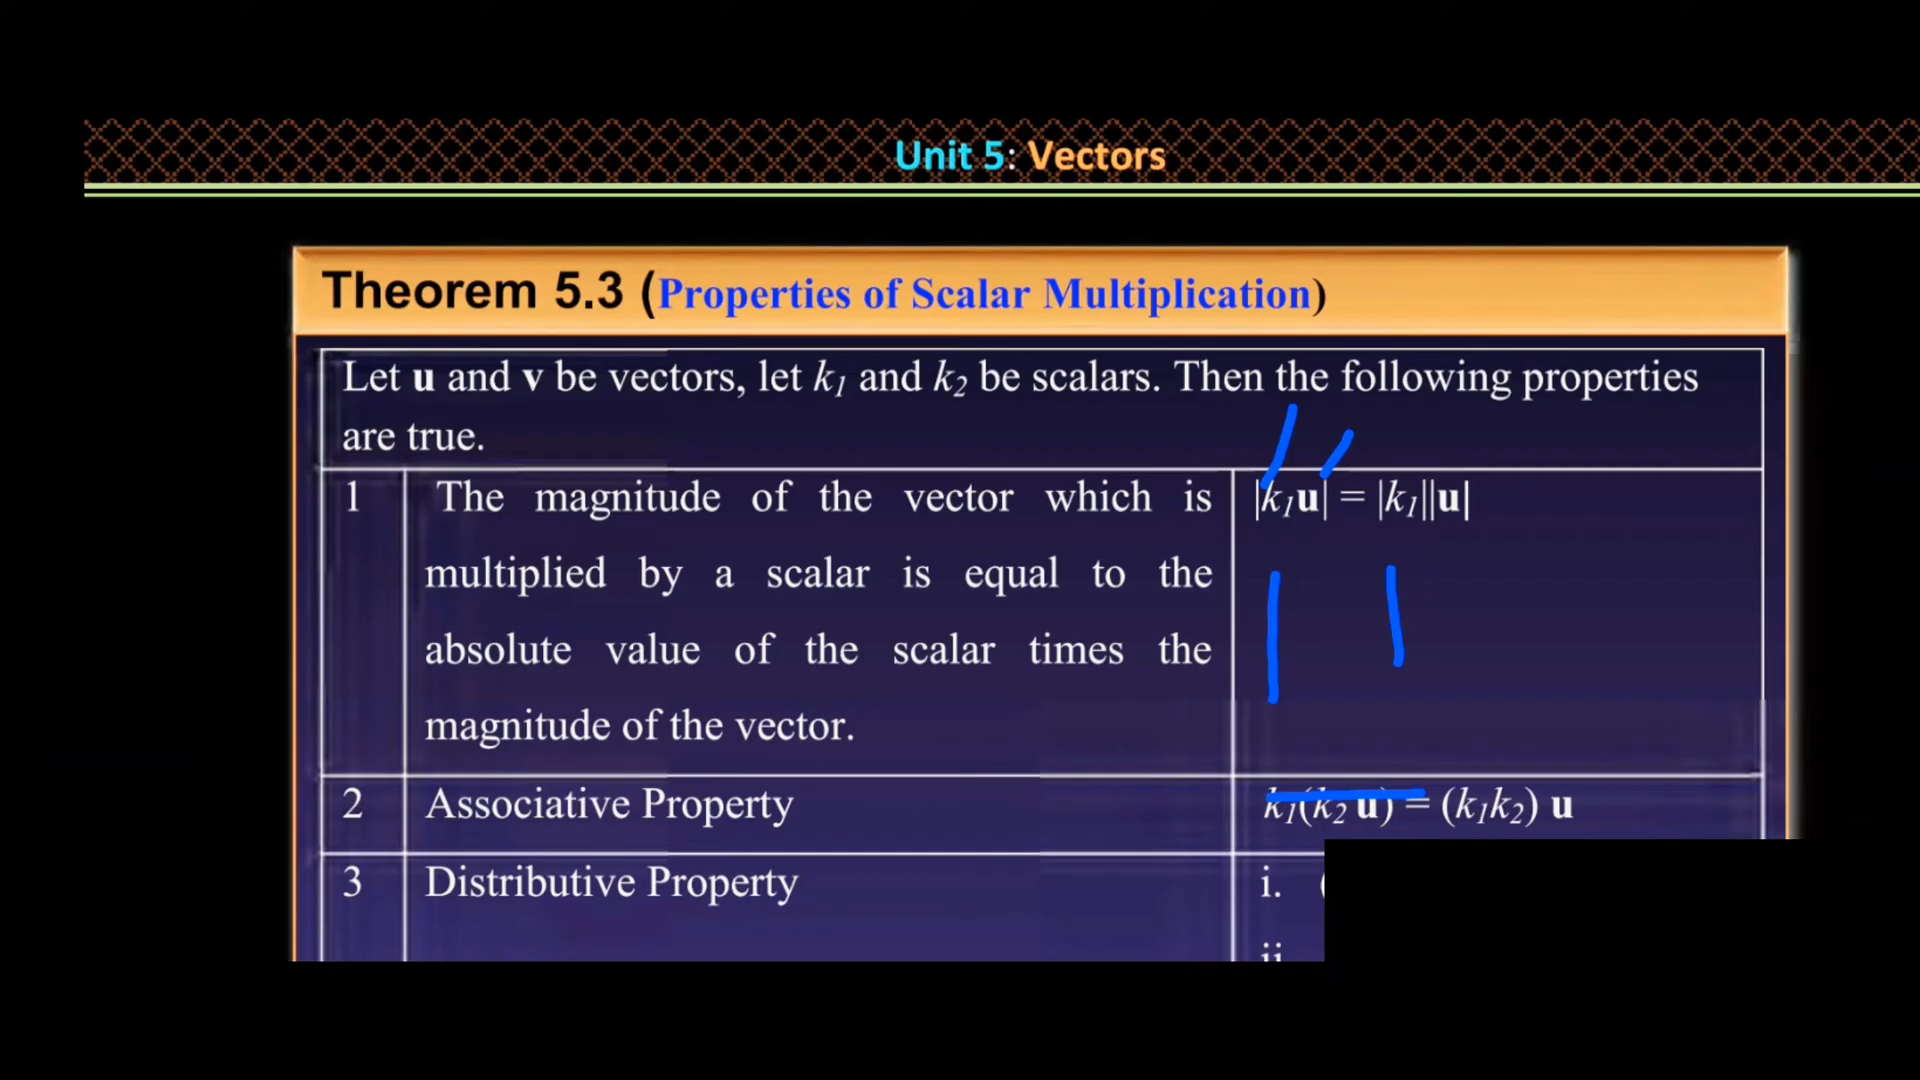 Unit 5: Vectors
Theorem 5.3 (Properties of Scalar Multiplication)
Let u and v be vectors, let k₁ and k₂ be scalars. Then the following properties
are true.
1 The magnitude of the vector which is |k₁u| = |k₁||u|
multiplied by a scalar is equal to the
absolute value of the scalar times the
magnitude of the vector.
2 Associative Property k₁(k₂ u) = (k₁k₂) u
3 Distributive Property i. (
ii